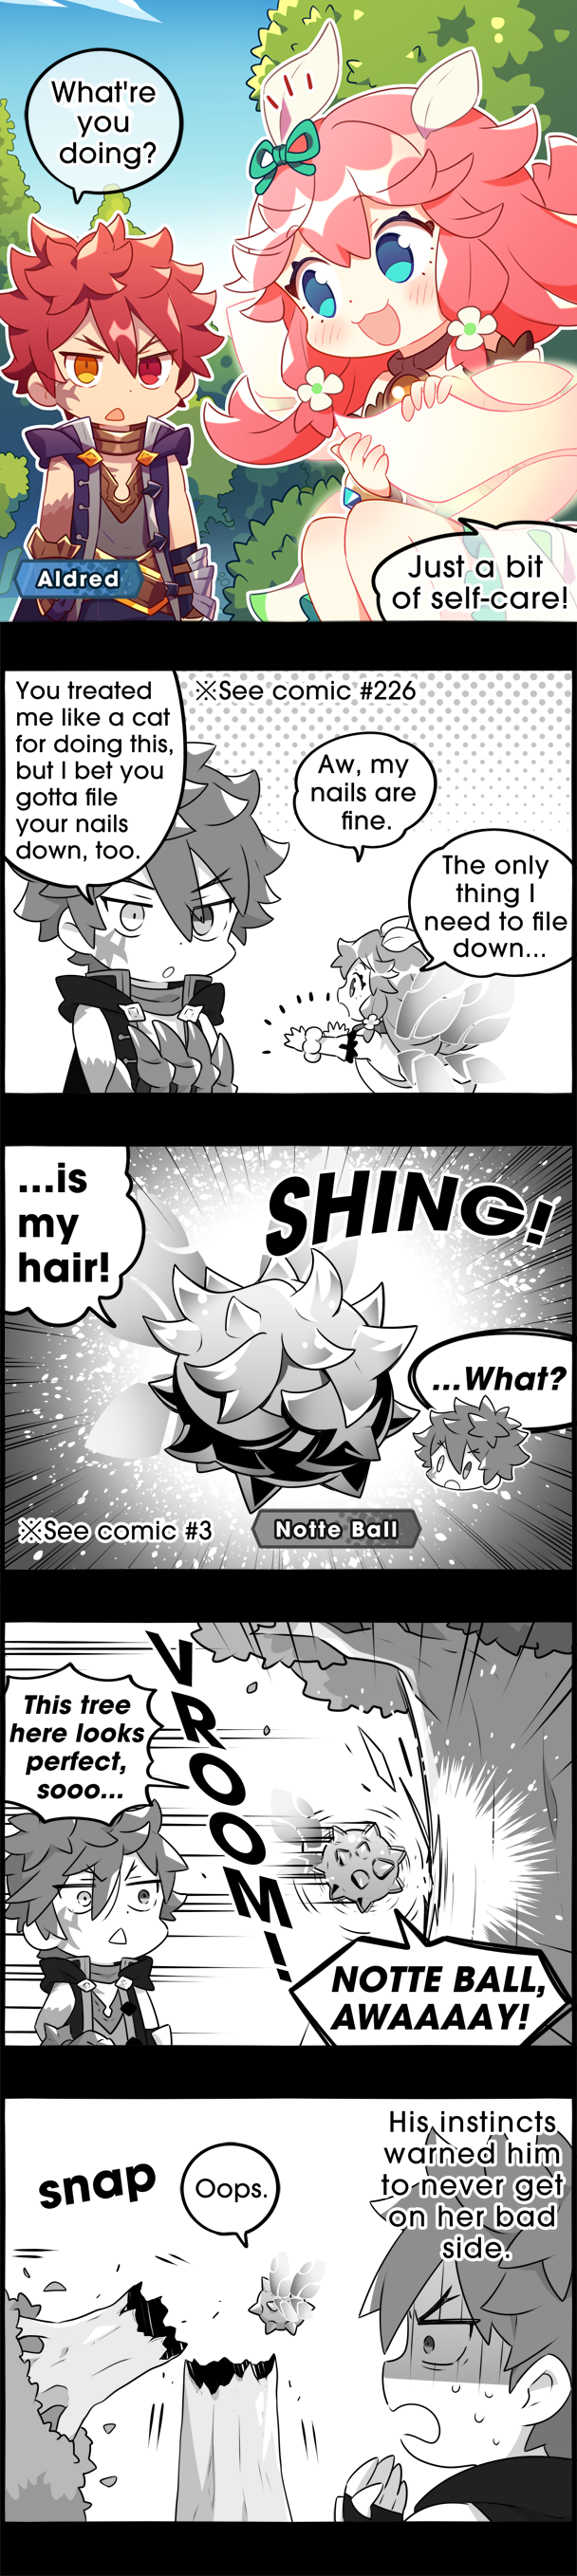 What're
you
doing?
Aldred
Just a bit
of self-care!
You treated
me like a cat
for doing this,
but I bet you
gotta file
your nails
down, too.
※See comic #226
Aw, my
nails are
fine.
The only
thing I
need to file
down...
...is
my
hair!
SHING!
...What?
※See comic #3
Notte Ball
This tree
here looks
perfect,
sooo...
VROOM!
NOTTE BALL,
AWAAAAY!
His instincts
warned him
to never get
on her bad
side.
snap
Oops.